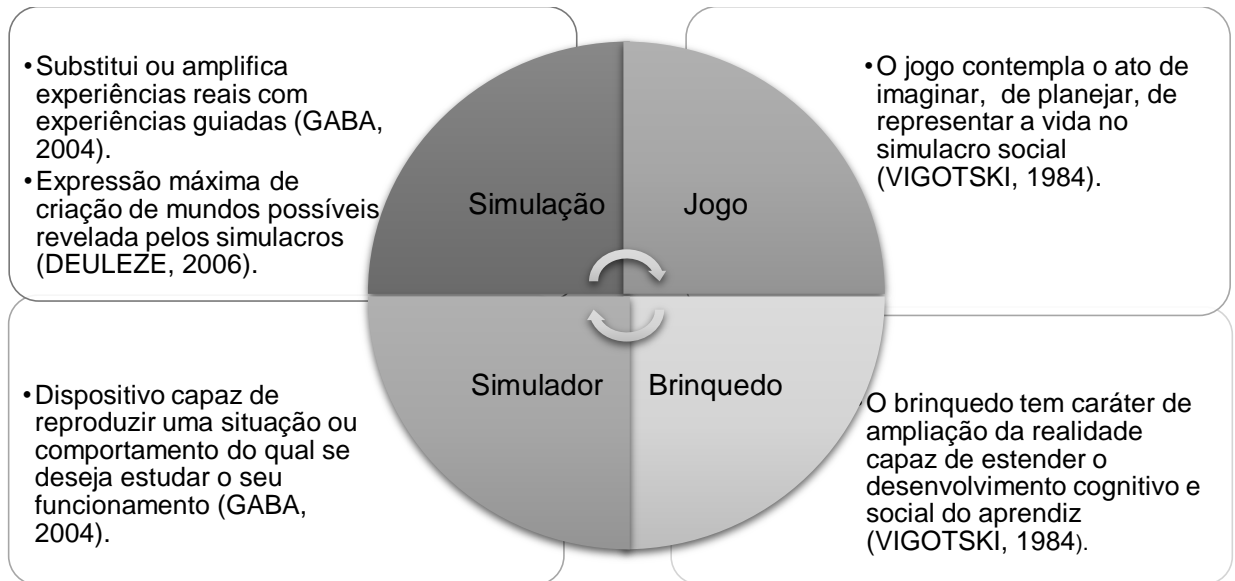 •Substitui ou amplifica
experiências reais com
experiências guiadas (GABA,
2004).
•Expressão máxima de
criação de mundos possíveis
revelada pelos simulacros
(DEULEZE, 2006).
Simulação
Jogo
•O jogo contempla o ato de
imaginar, de planejar, de
representar a vida no
simulacro social
(VIGOTSKI, 1984).
•Dispositivo capaz de
reproduzir uma situação ou
comportamento do qual se
deseja estudar o seu
funcionamento (GABA,
2004).
Simulador
Brinquedo
•O brinquedo tem caráter de
ampliação da realidade
capaz de estender o
desenvolvimento cognitivo e
social do aprendiz
(VIGOTSKI, 1984).